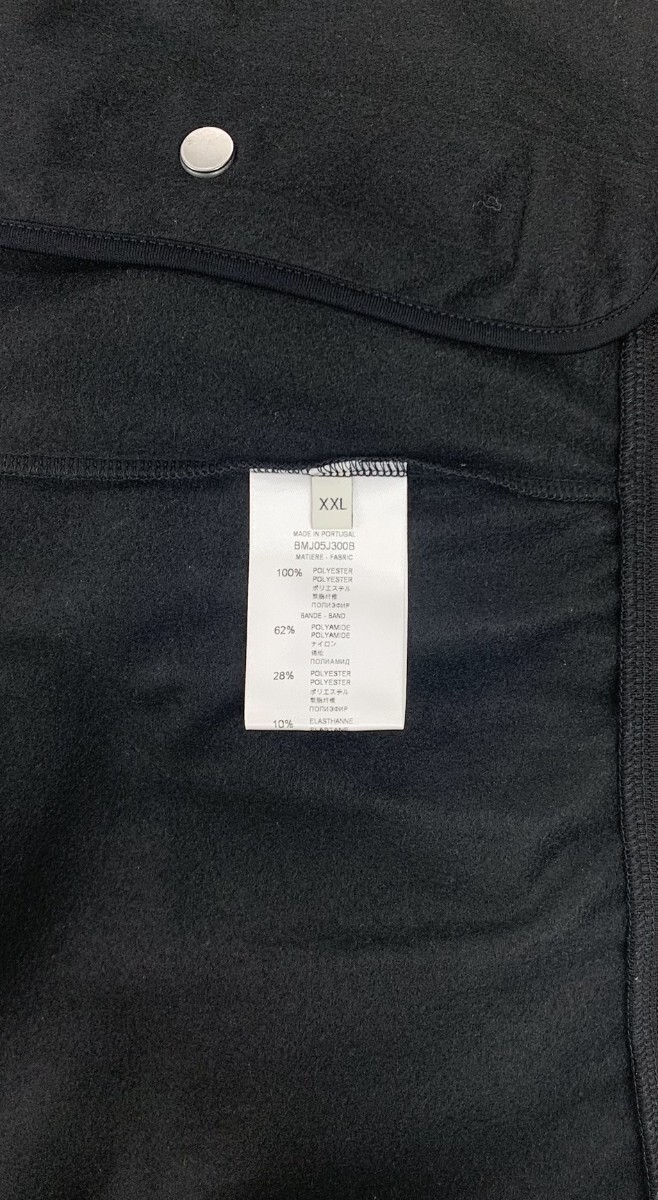 XXL
MADE IN PORTUGAL
BMJ05J300B
MATIERE - FABRIC
100% POLYESTER
POLYESTER
ポリエステル
聚酯纤维
ПОЛИЭФИР
BANDE - BAND
62% POLYAMIDE
POLYAMIDE
ナイロン
ПОЛИАМИД
28% POLYESTER
POLYESTER
ポリエステル
聚酯纤维
ПОЛИЭФИР
10% ELASTHANNE
ELASTANE